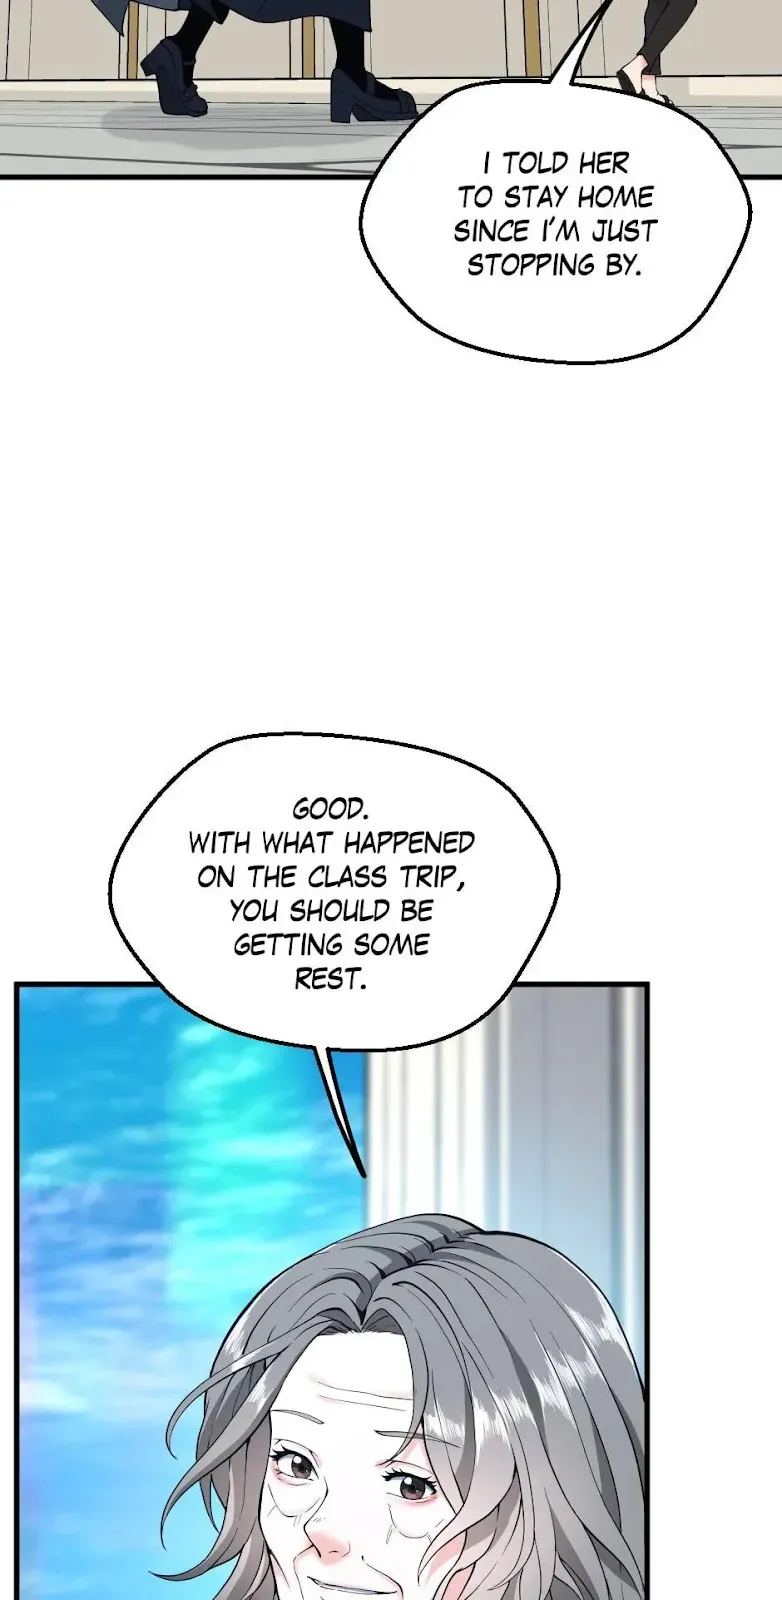 I TOLD HER
TO STAY HOME
SINCE I'M JUST
STOPPING BY.
GOOD.
WITH WHAT HAPPENED
ON THE CLASS TRIP,
YOU SHOULD BE
GETTING SOME
REST.